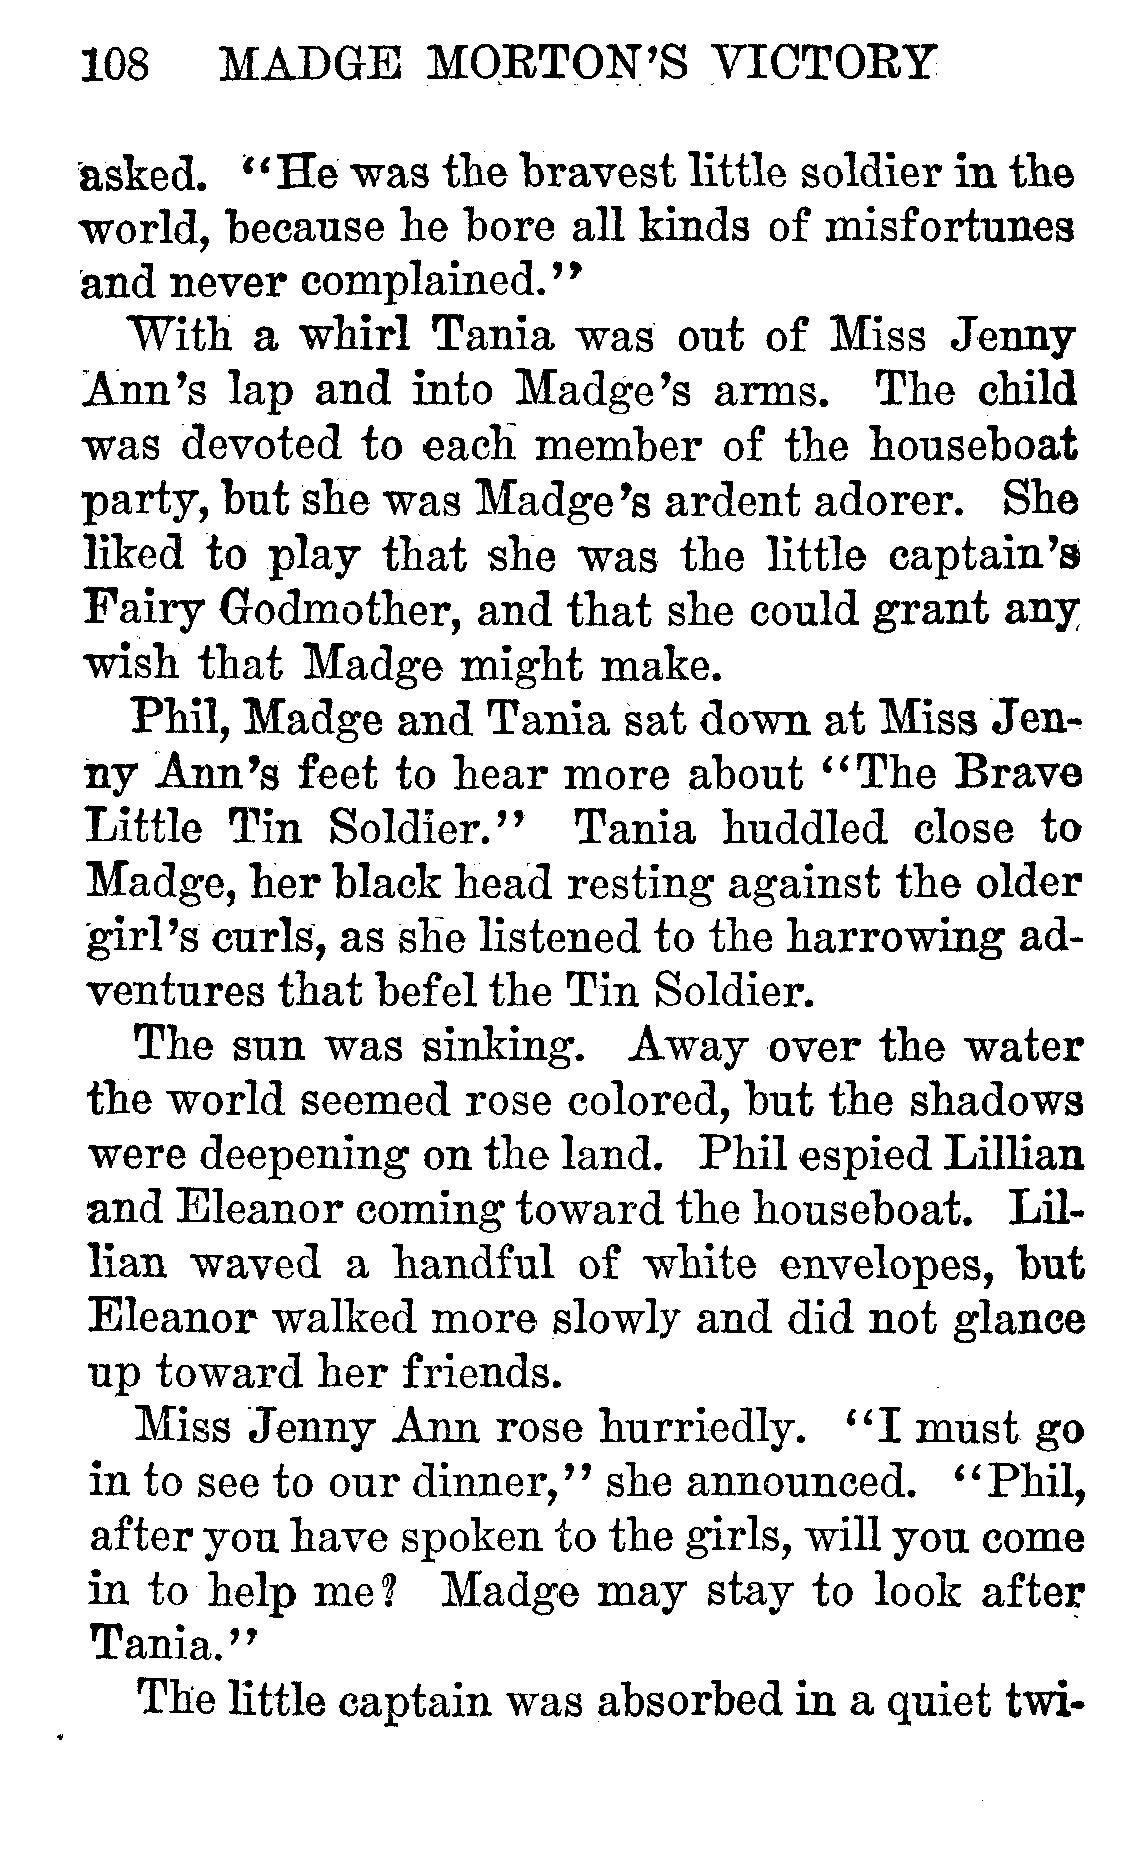 108 MADGE MORTON'S VICTORY
asked. "He was the bravest little soldier in the
world, because he bore all kinds of misfortunes
and never complained."
With a whirl Tania was out of Miss Jenny
Ann's lap and into Madge's arms. The child
was devoted to each member of the houseboat
party, but she was Madge's ardent adorer. She
liked to play that she was the little captain's
Fairy Godmother, and that she could grant any
wish that Madge might make.
Phil, Madge and Tania sat down at Miss Jen-
ny Ann's feet to hear more about "The Brave
Little Tin Soldier." Tania huddled close to
Madge, her black head resting against the older
girl's curls, as she listened to the harrowing ad-
ventures that befel the Tin Soldier.
The sun was sinking. Away over the water
the world seemed rose colored, but the shadows
were deepening on the land. Phil espied Lillian
and Eleanor coming toward the houseboat. Lil-
lian waved a handful of white envelopes, but
Eleanor walked more slowly and did not glance
up toward her friends.
Miss Jenny Ann rose hurriedly. "I must go
in to see to our dinner," she announced. "Phil,
after you have spoken to the girls, will you come
in to help me? Madge may stay to look after
Tania."
The little captain was absorbed in a quiet twi-